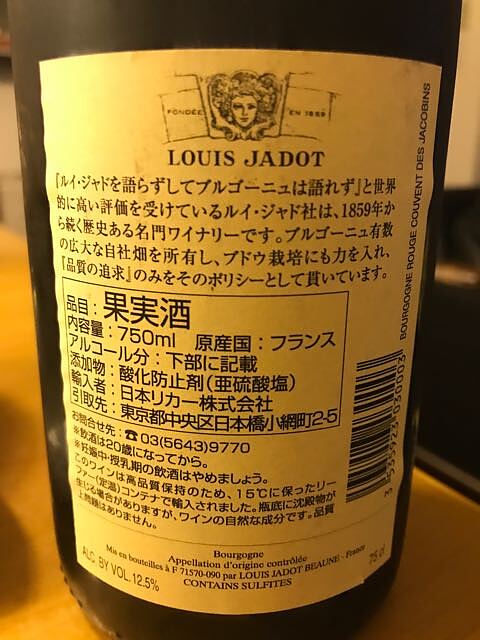 FONDÉE EN 1859
LOUIS JADOT
『ルイ・ジャドを語らずしてブルゴーニュは語れず』と世界
的に高い評価を受けているルイ・ジャド社は、1859年か
ら続く歴史ある名門ワイナリーです。ブルゴーニュ有数
の広大な自社畑を所有し、ブドウ栽培にも力を入れ、
『品質の追求』のみをそのポリシーとして貫いています。
品目：果実酒
内容量：750ml 原産国：フランス
アルコール分：下部に記載
添加物：酸化防止剤（亜硫酸塩）
輸入者：日本リカー株式会社
引取先：東京都中央区日本橋小網町2-5
お問合せ先：☎03(5643)9770
※飲酒は20歳になってから。
※妊娠中・授乳期の飲酒はやめましょう。
このワインは高品質保持のため、15℃に保ったリー
ファー(定温)コンテナで輸入されました。瓶底に沈殿物が
生じる場合がありますが、ワインの自然な成分です。品質
上問題はありません。
BOURGOGNE ROUGE COUVENT DES JACOBINS
3 535923 030003
Bourgogne
Appellation d'origine contrôlée
Mis en bouteilles à F 71570-090 par LOUIS JADOT BEAUNE - France
CONTAINS SULFITES
ALC. BY VOL. 12.5%
75 cl